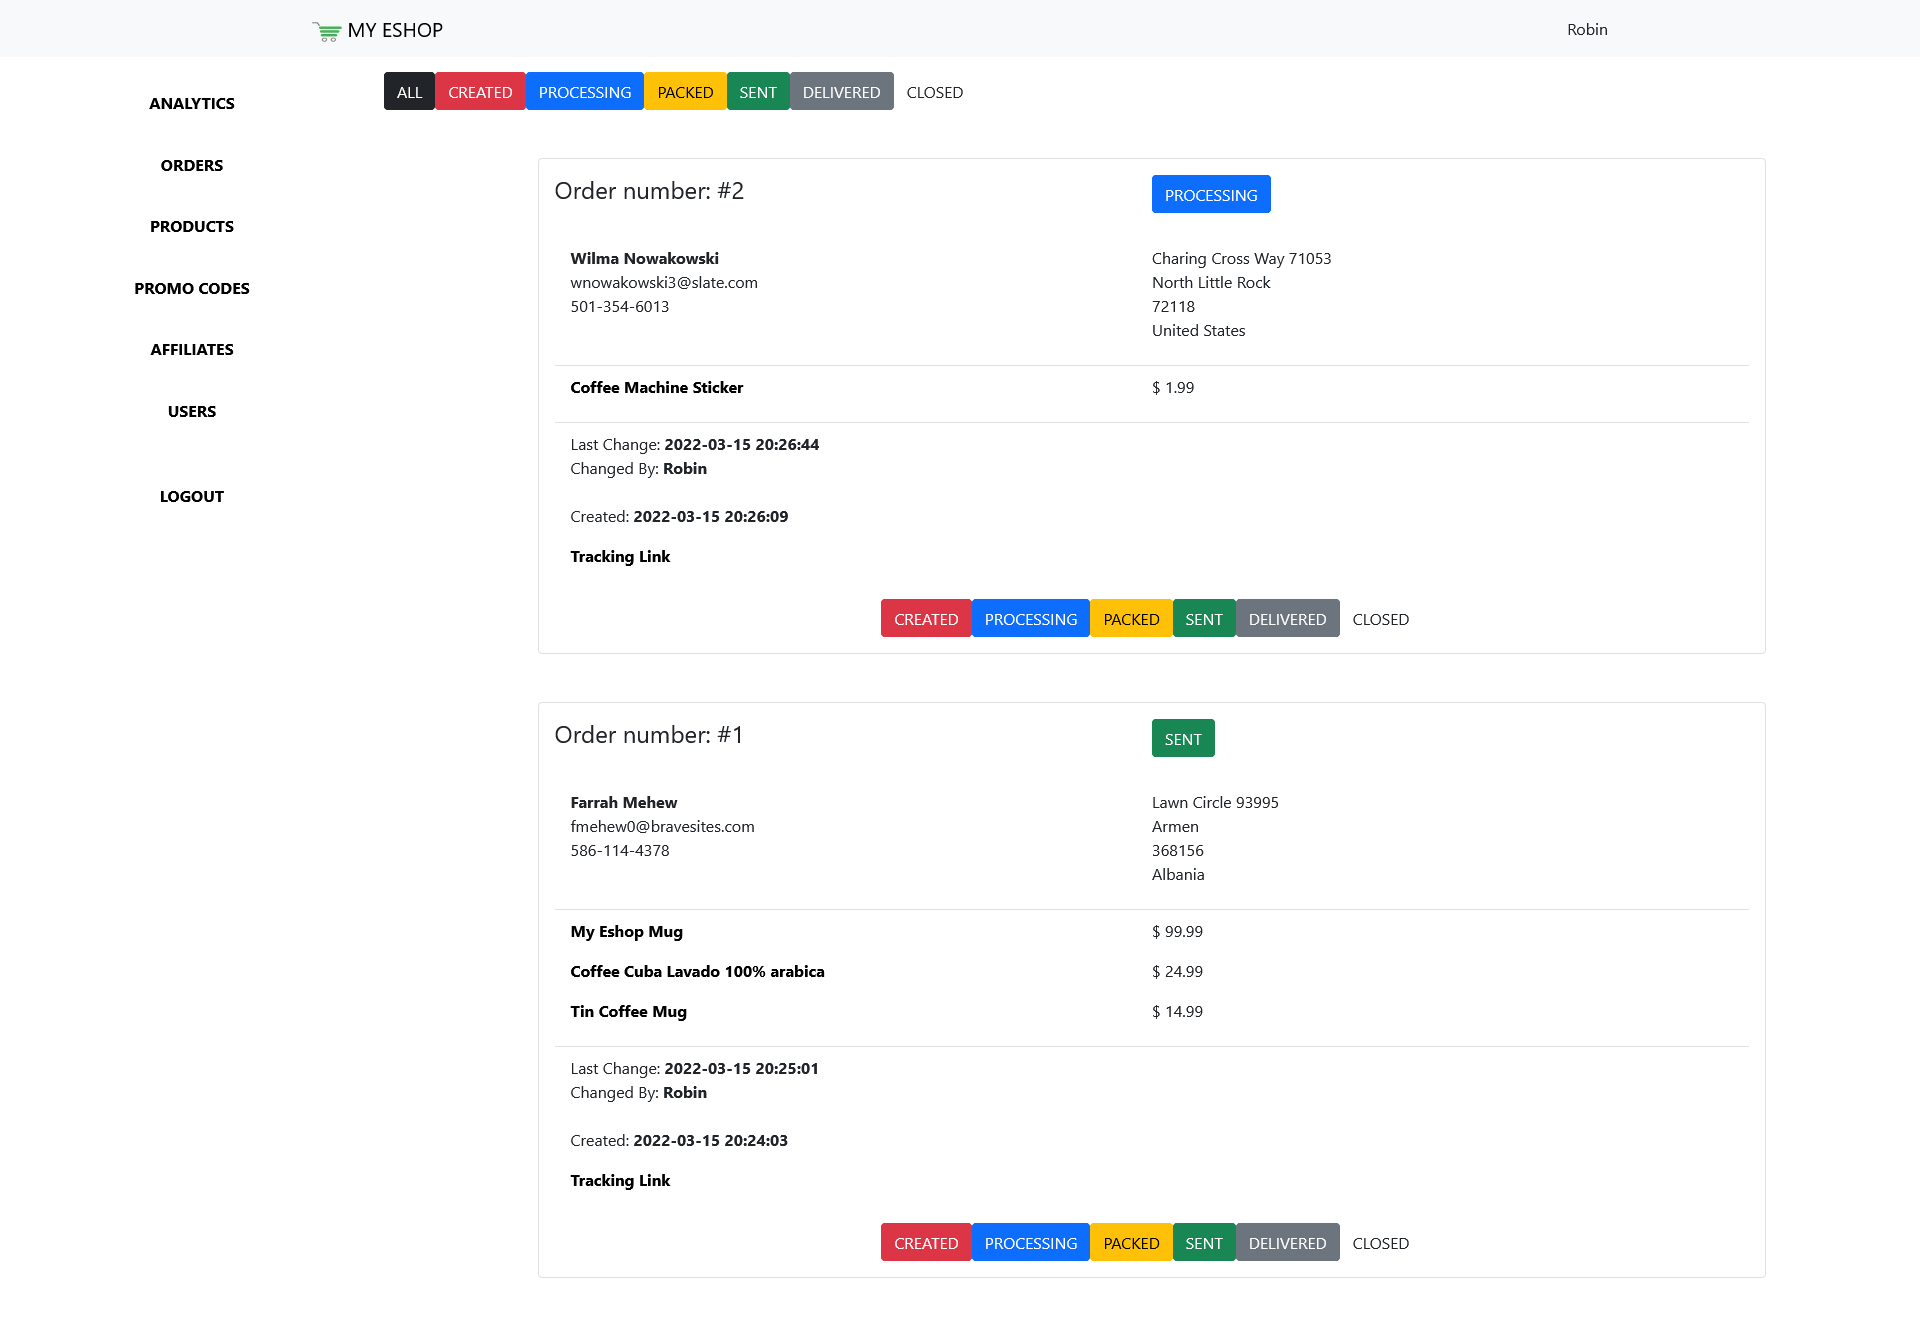 MY ESHOP
Robin
ANALYTICS
ORDERS
PRODUCTS
PROMO CODES
AFFILIATES
USERS
LOGOUT
ALL CREATED PROCESSING PACKED SENT DELIVERED CLOSED
Order number: #2
PROCESSING
Wilma Nowakowski
wnowakowski3@slate.com
501-354-6013
Charing Cross Way 71053
North Little Rock
72118
United States
Coffee Machine Sticker $ 1.99
Last Change: 2022-03-15 20:26:44
Changed By: Robin
Created: 2022-03-15 20:26:09
Tracking Link
CREATED PROCESSING PACKED SENT DELIVERED CLOSED
Order number: #1
SENT
Farrah Mehew
fmehew0@bravesites.com
586-114-4378
Lawn Circle 93995
Armen
368156
Albania
My Eshop Mug $ 99.99
Coffee Cuba Lavado 100% arabica $ 24.99
Tin Coffee Mug $ 14.99
Last Change: 2022-03-15 20:25:01
Changed By: Robin
Created: 2022-03-15 20:24:03
Tracking Link
CREATED PROCESSING PACKED SENT DELIVERED CLOSED